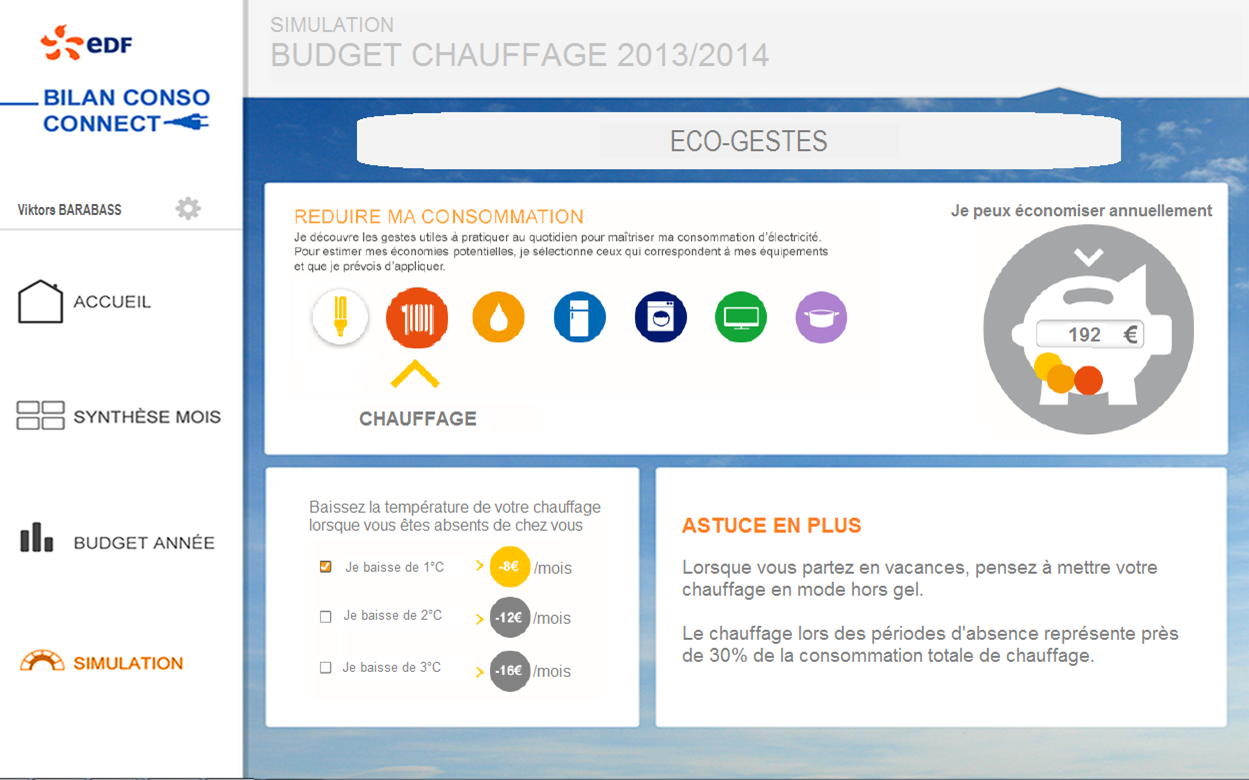 edf
BILAN CONSO
CONNECT
Viktors BARABASS
ACCUEIL
SYNTHÈSE MOIS
BUDGET ANNÉE
SIMULATION
SIMULATION
BUDGET CHAUFFAGE 2013/2014
ECO-GESTES
REDUIRE MA CONSOMMATION
Je découvre les gestes utiles à pratiquer au quotidien pour maîtriser ma consommation d'électricité.
Pour estimer mes économies potentielles, je sélectionne ceux qui correspondent à mes équipements
et que je prévois d'appliquer.
CHAUFFAGE
Je peux économiser annuellement
192 €
Baissez la température de votre chauffage
lorsque vous êtes absents de chez vous
Je baisse de 1°C > -8€ /mois
Je baisse de 2°C > -12€ /mois
Je baisse de 3°C > -16€ /mois
ASTUCE EN PLUS
Lorsque vous partez en vacances, pensez à mettre votre
chauffage en mode hors gel.
Le chauffage lors des périodes d'absence représente près
de 30% de la consommation totale de chauffage.